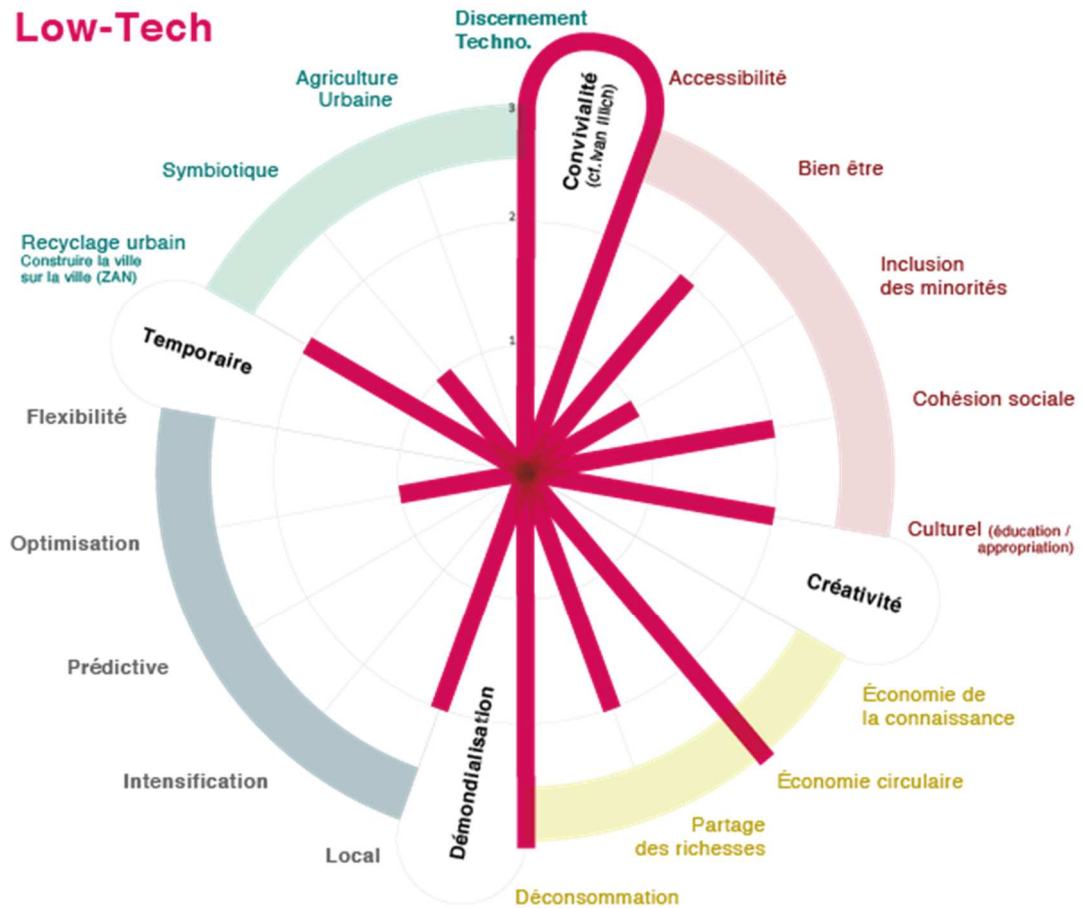 Low-Tech
Discernement
Techno.
Agriculture
Urbaine
Symbiotique
Recyclage urbain
Construire la ville
sur la ville (ZAN)
Temporaire
Flexibilité
Optimisation
Prédictive
Intensification
Local
Démondialisation
Déconsommation
Partage
des richesses
Économie circulaire
Économie de
la connaissance
Créativité
Culturel (éducation /
appropriation)
Cohésion sociale
Inclusion
des minorités
Bien être
Accessibilité
Convivialité
(cf. Ivan Illich)
3
2
1